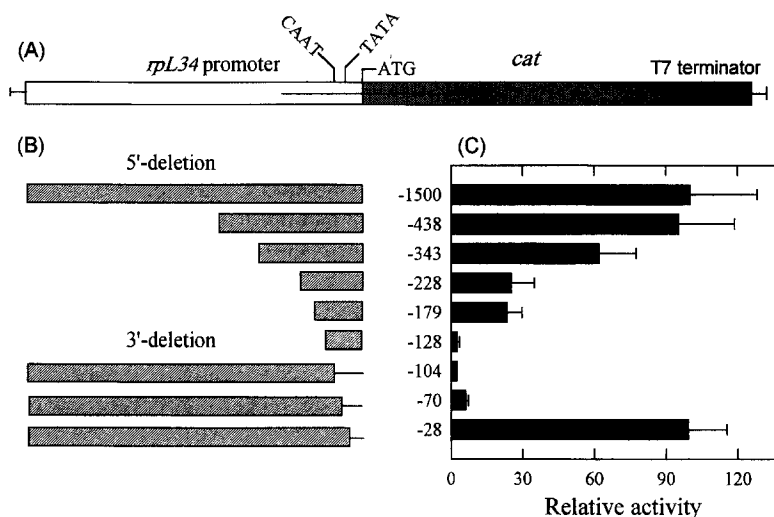 (A)
CAAT
TATA
rpL34 promoter
ATG
cat
T7 terminator
(B)
5'-deletion
3'-deletion
(C)
-1500
-438
-343
-228
-179
-128
-104
-70
-28
0 30 60 90 120
Relative activity